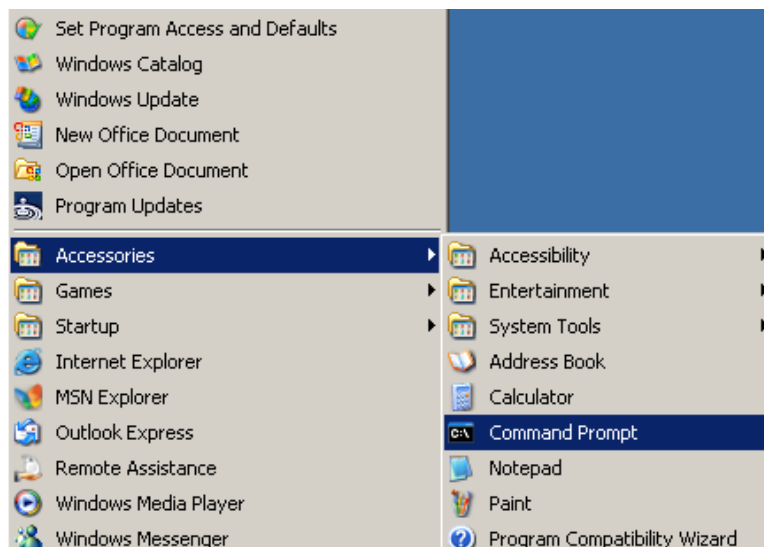 Set Program Access and Defaults
Windows Catalog
Windows Update
New Office Document
Open Office Document
Program Updates
Accessories
Games
Startup
Internet Explorer
MSN Explorer
Outlook Express
Remote Assistance
Windows Media Player
Windows Messenger
Accessibility
Entertainment
System Tools
Address Book
Calculator
C:\
Command Prompt
Notepad
Paint
Program Compatibility Wizard